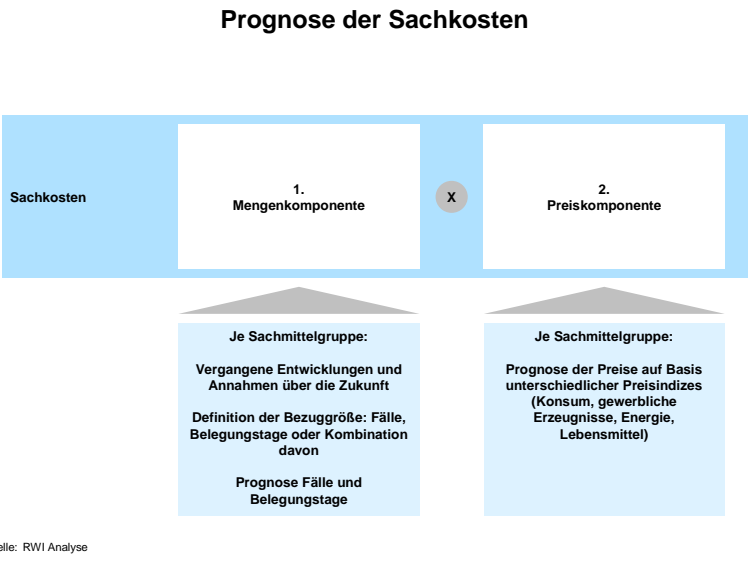 Prognose der Sachkosten
Sachkosten
1.
Mengenkomponente
X
2.
Preiskomponente
Je Sachmittelgruppe:
Vergangene Entwicklungen und
Annahmen über die Zukunft
Definition der Bezuggröße: Fälle,
Belegungstage oder Kombination
davon
Prognose Fälle und
Belegungstage
Je Sachmittelgruppe:
Prognose der Preise auf Basis
unterschiedlicher Preisindizes
(Konsum, gewerbliche
Erzeugnisse, Energie,
Lebensmittel)
elle: RWI Analyse